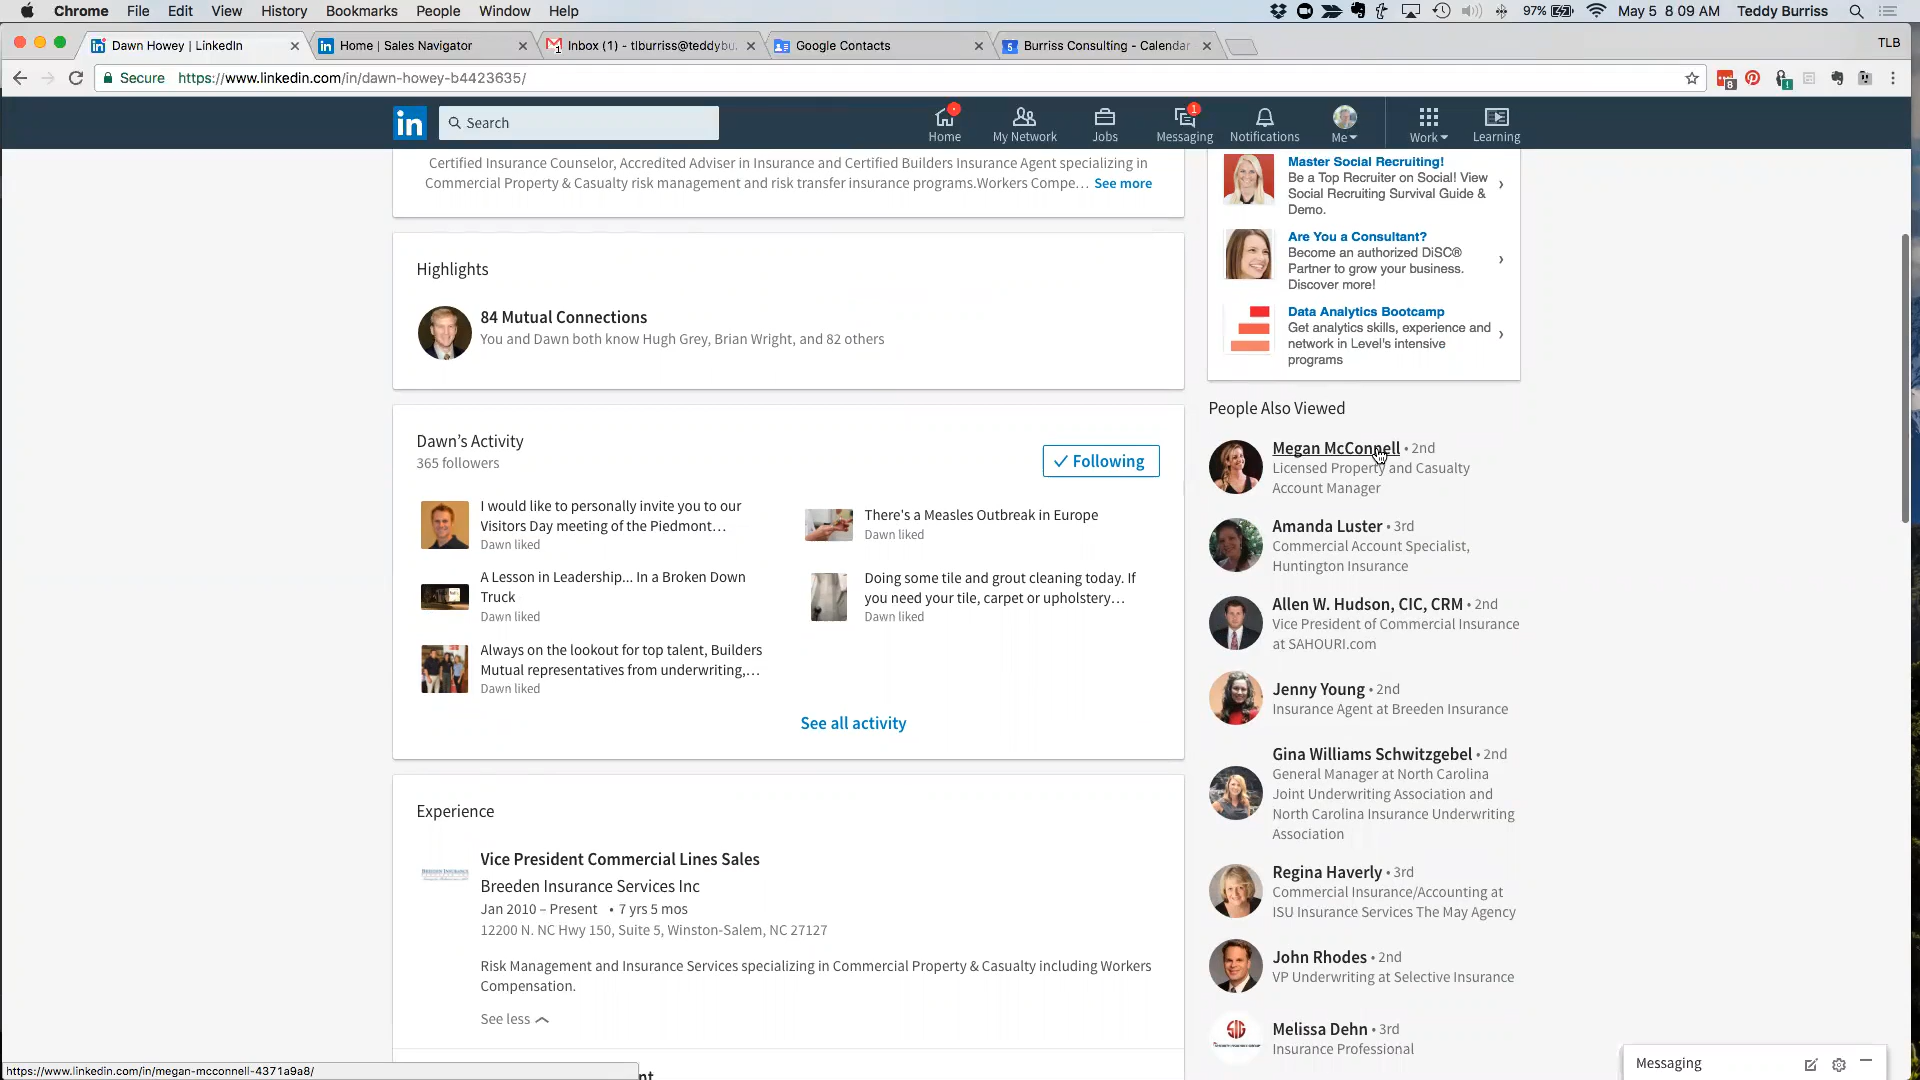 Chrome File Edit View History Bookmarks People Window Help
97% May 5 8 09 AM Teddy Burriss
Dawn Howey | LinkedIn
Home | Sales Navigator
Inbox (1) - tlburriss@teddybu.
Google Contacts
Burriss Consulting - Calendar
TLB
Secure https://www.linkedin.com/in/dawn-howey-b4423635/
in Search
Home My Network Jobs Messaging Notifications Me Work Learning
Certified Insurance Counselor, Accredited Adviser in Insurance and Certified Builders Insurance Agent specializing in
Commercial Property & Casualty risk management and risk transfer insurance programs.Workers Compe… See more
Highlights
84 Mutual Connections
You and Dawn both know Hugh Grey, Brian Wright, and 82 others
Dawn's Activity
365 followers
Following
I would like to personally invite you to our
Visitors Day meeting of the Piedmont…
Dawn liked
There's a Measles Outbreak in Europe
Dawn liked
A Lesson in Leadership... In a Broken Down
Truck
Dawn liked
Doing some tile and grout cleaning today. If
you need your tile, carpet or upholstery…
Dawn liked
Always on the lookout for top talent, Builders
Mutual representatives from underwriting,…
Dawn liked
See all activity
Experience
Vice President Commercial Lines Sales
Breeden Insurance Services Inc
Jan 2010 – Present • 7 yrs 5 mos
12200 N. NC Hwy 150, Suite 5, Winston-Salem, NC 27127
Risk Management and Insurance Services specializing in Commercial Property & Casualty including Workers
Compensation.
See less
Master Social Recruiting!
Be a Top Recruiter on Social! View
Social Recruiting Survival Guide &
Demo.
Are You a Consultant?
Become an authorized DiSC®
Partner to grow your business.
Discover more!
Data Analytics Bootcamp
Get analytics skills, experience and
network in Level's intensive
programs
People Also Viewed
Megan McConnell • 2nd
Licensed Property and Casualty
Account Manager
Amanda Luster • 3rd
Commercial Account Specialist,
Huntington Insurance
Allen W. Hudson, CIC, CRM • 2nd
Vice President of Commercial Insurance
at SAHOURI.com
Jenny Young • 2nd
Insurance Agent at Breeden Insurance
Gina Williams Schwitzgebel • 2nd
General Manager at North Carolina
Joint Underwriting Association and
North Carolina Insurance Underwriting
Association
Regina Haverly • 3rd
Commercial Insurance/Accounting at
ISU Insurance Services The May Agency
John Rhodes • 2nd
VP Underwriting at Selective Insurance
Melissa Dehn • 3rd
Insurance Professional
Messaging
https://www.linkedin.com/in/megan-mcconnell-4371a9a8/